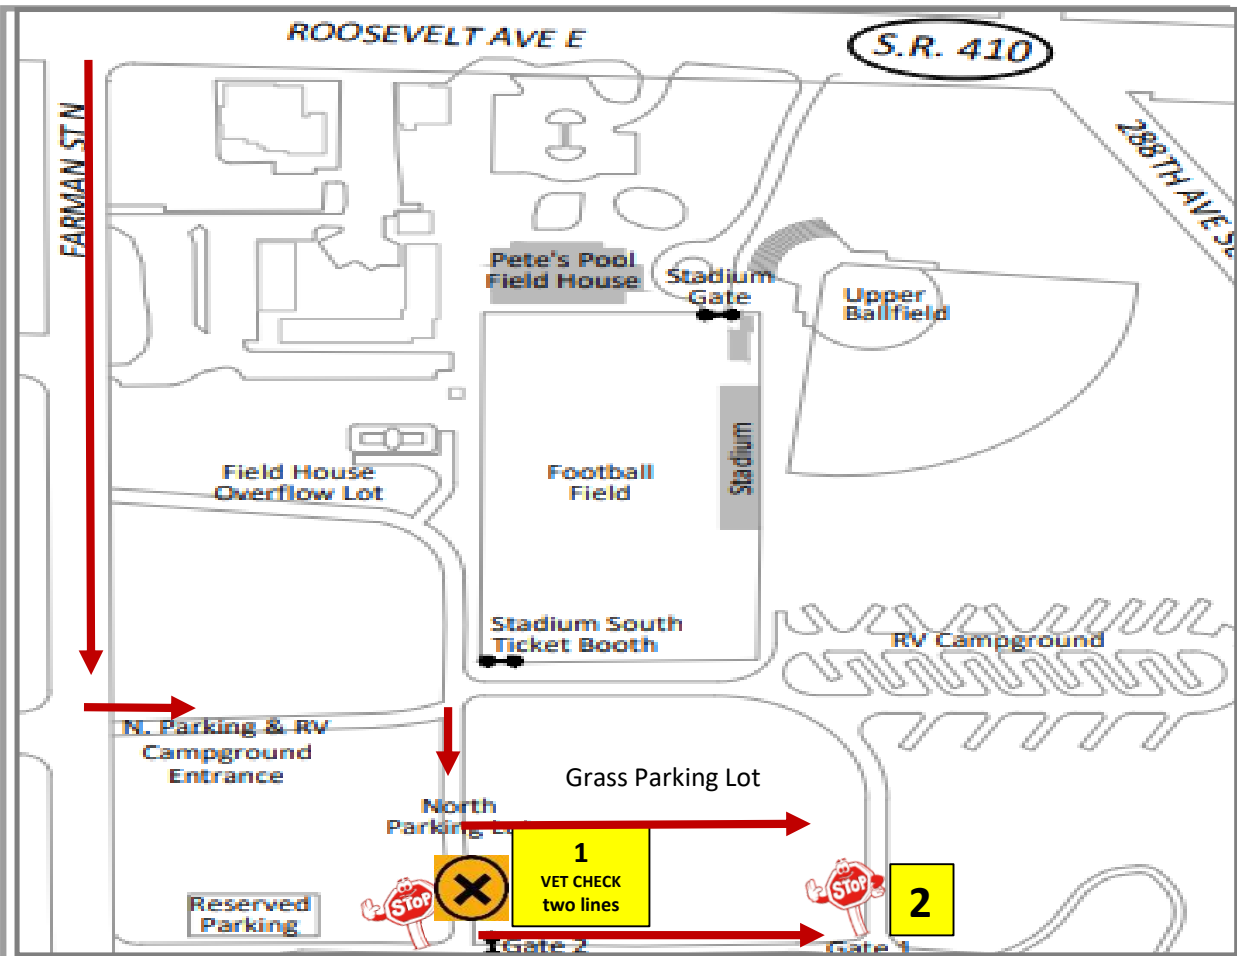 ROOSEVELT AVE E
S.R. 410
FARMAN ST N
288TH AVE
Pete's Pool
Field House
Stadium
Gate
Upper
Ballfield
Stadium
Field House
Overflow Lot
Football
Field
Stadium South
Ticket Booth
RV Campground
N. Parking & RV
Campground
Entrance
Grass Parking Lot
North
Parking
1
VET CHECK
two lines
STOP
STOP
2
Reserved
Parking
Gate 2
Gate 1